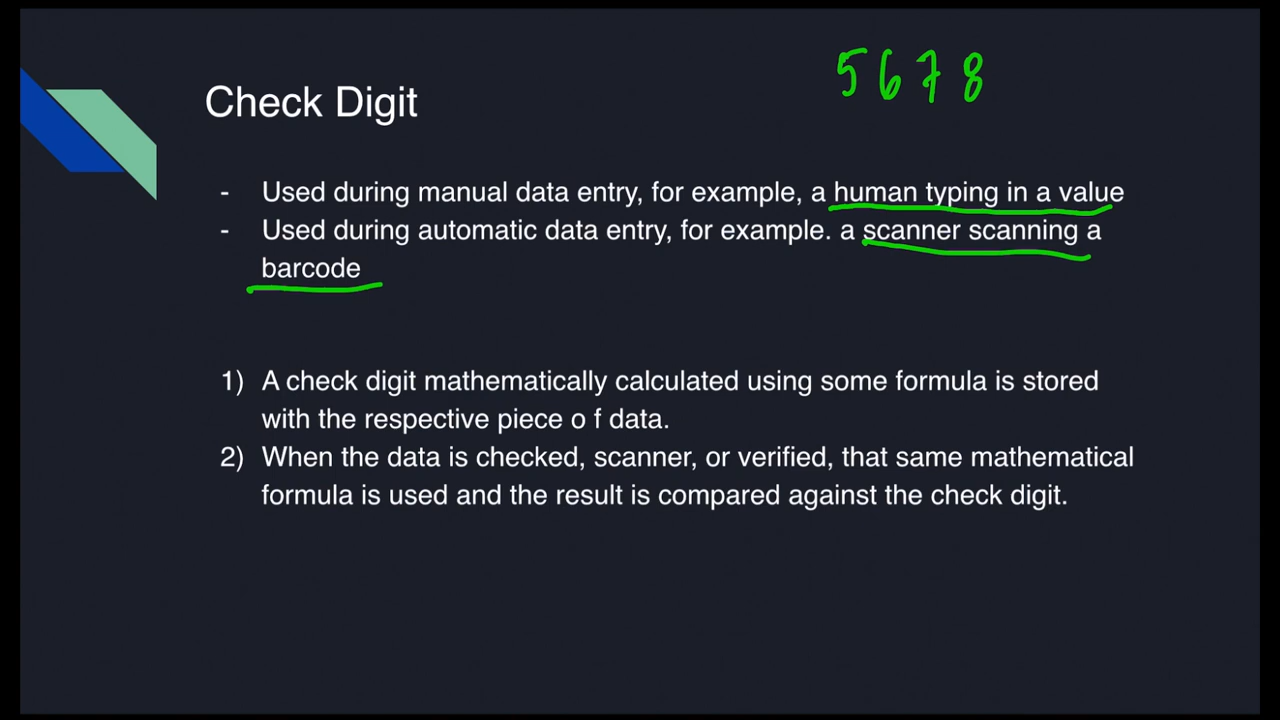 5678
Check Digit
- Used during manual data entry, for example, a human typing in a value
- Used during automatic data entry, for example. a scanner scanning a
barcode
1) A check digit mathematically calculated using some formula is stored
with the respective piece o f data.
2) When the data is checked, scanner, or verified, that same mathematical
formula is used and the result is compared against the check digit.